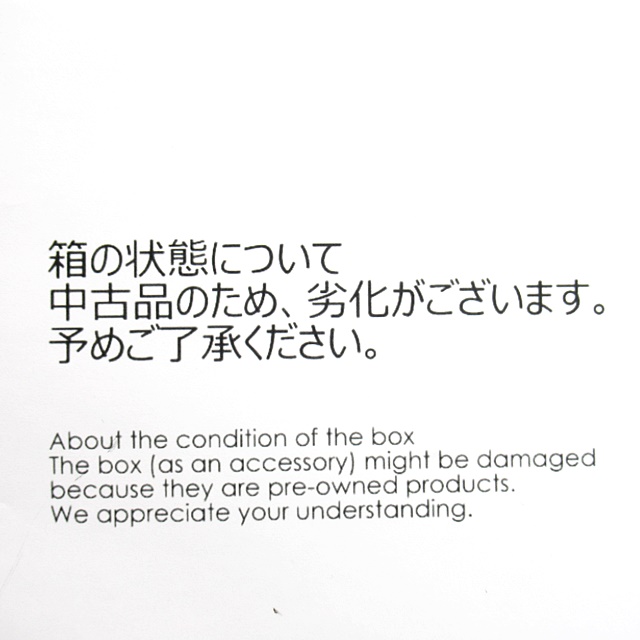 箱の状態について
中古品のため、劣化がございます。
予めご了承ください。
About the condition of the box
The box (as an accessory) might be damaged
because they are pre-owned products.
We appreciate your understanding.